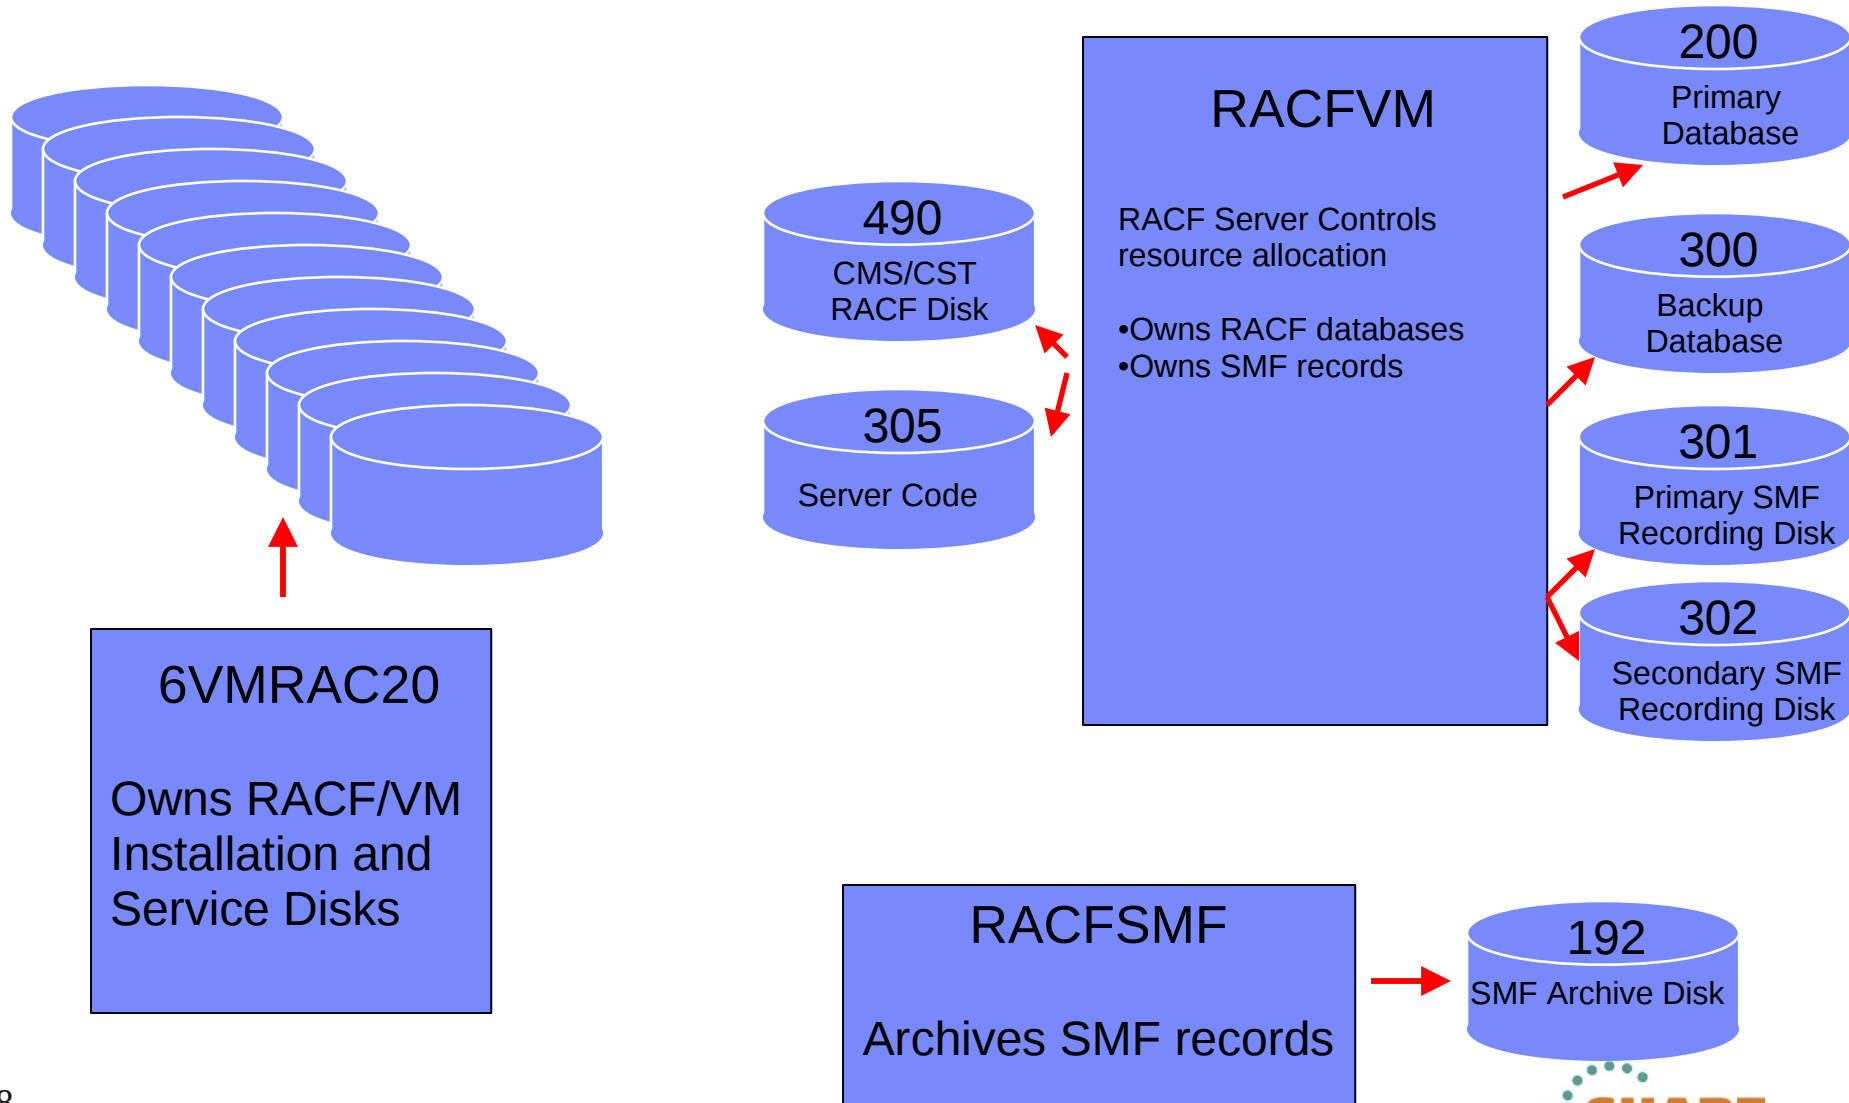 6VMRAC20
Owns RACF/VM
Installation and
Service Disks
490
CMS/CST
RACF Disk
305
Server Code
RACFVM
RACF Server Controls
resource allocation
•Owns RACF databases
•Owns SMF records
200
Primary
Database
300
Backup
Database
301
Primary SMF
Recording Disk
302
Secondary SMF
Recording Disk
RACFSMF
Archives SMF records
192
SMF Archive Disk